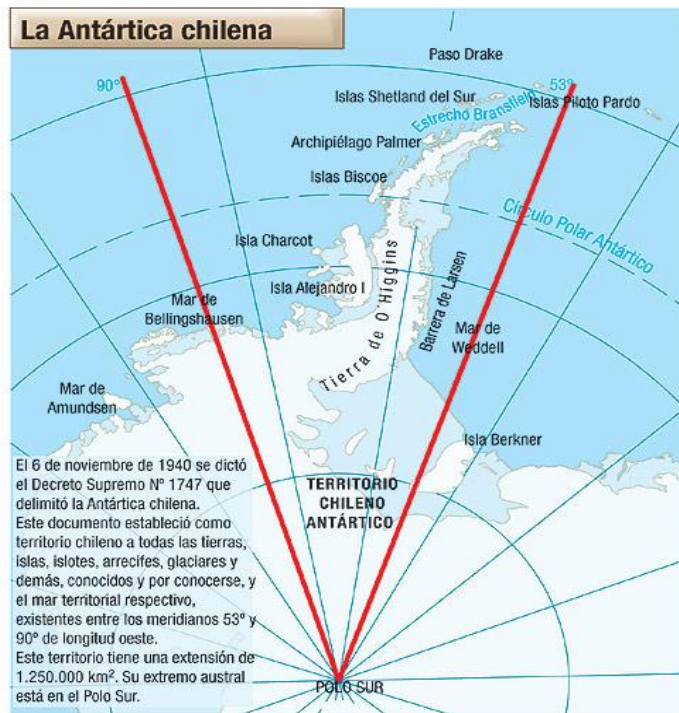 La Antártica chilena
90°
Paso Drake
53°
Islas Shetland del Sur
Islas Piloto Pardo
Estrecho Branslfeln
Archipiélago Palmer
Islas Biscoe
Círculo Polar Antártico
Isla Charcot
Isla Alejandro I
Tierra de O'Higgins
Barrera de Larsen
Mar de
Bellingshausen
Mar de
Weddell
Mar de
Amundsen
Isla Berkner
TERRITORIO
CHILENO
ANTÁRTICO
El 6 de noviembre de 1940 se dictó
el Decreto Supremo Nº 1747 que
delimitó la Antártica chilena.
Este documento estableció como
territorio chileno a todas las tierras,
islas, islotes, arrecifes, glaciares y
demás, conocidos y por conocerse, y
el mar territorial respectivo,
existentes entre los meridianos 53º y
90º de longitud oeste.
Este territorio tiene una extensión de
1.250.000 km². Su extremo austral
está en el Polo Sur.
POLO SUR